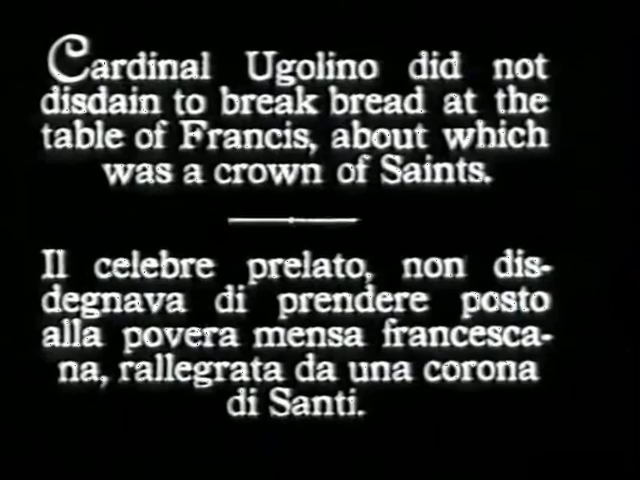 Cardinal Ugolino did not
disdain to break bread at the
table of Francis, about which
was a crown of Saints.
Il celebre prelato, non dis-
degnava di prendere posto
alla povera mensa francesca-
na, rallegrata da una corona
di Santi.